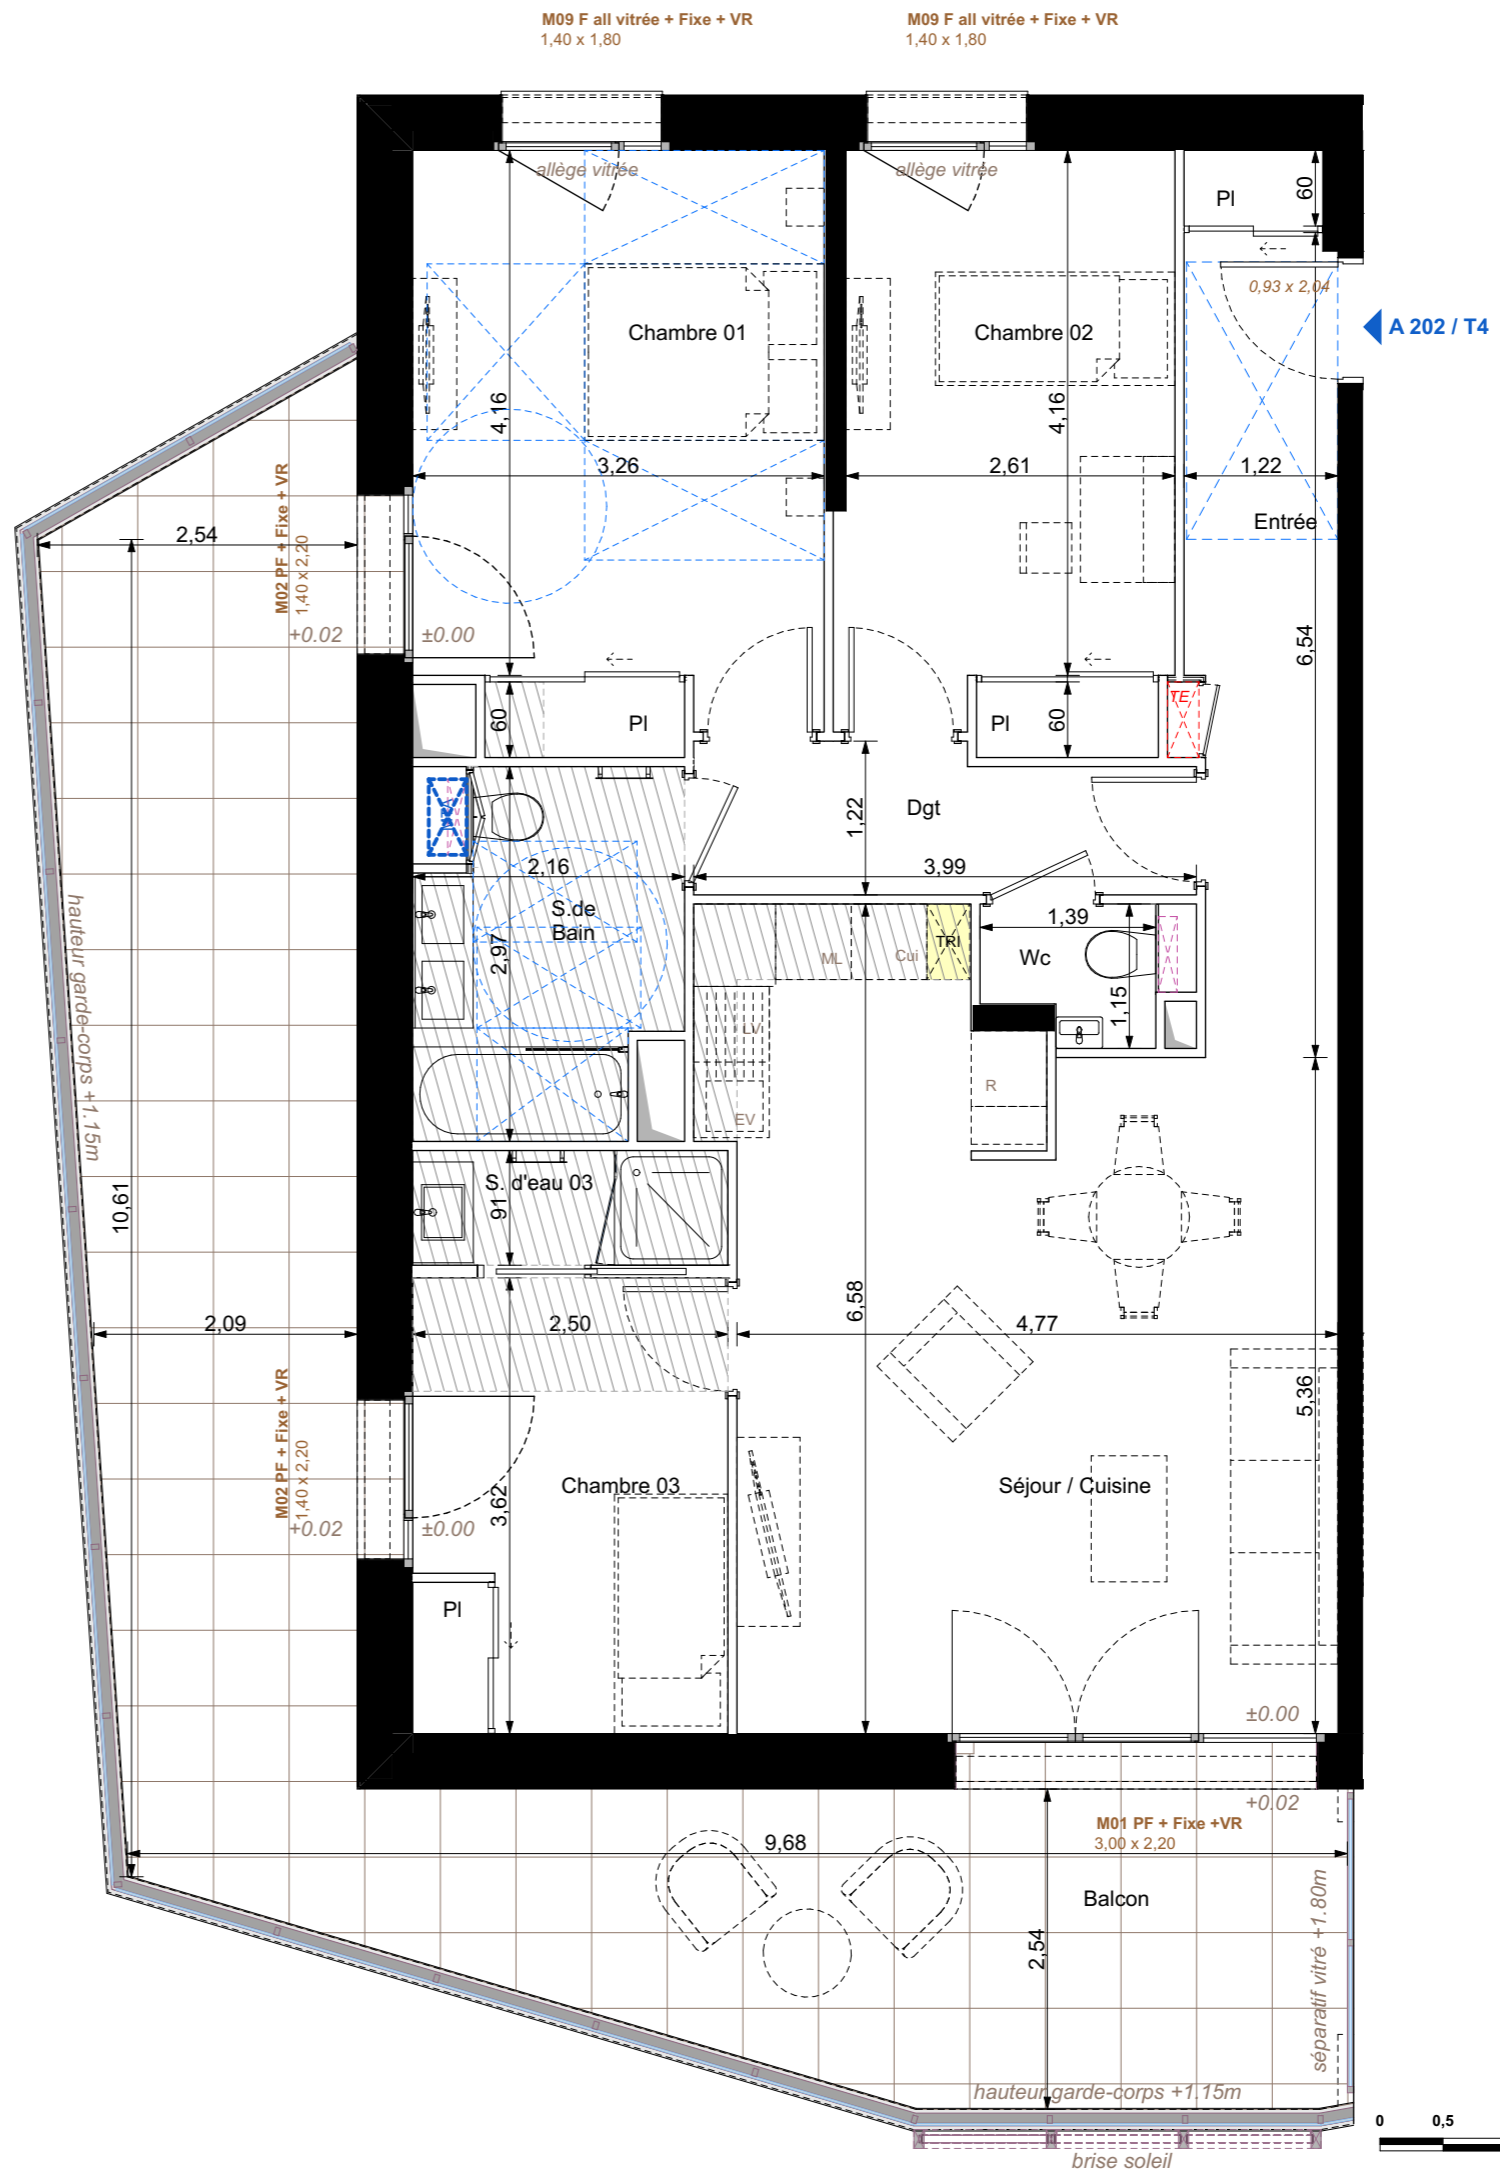 M09 F all vitrée + Fixe + VR
1,40 x 1,80
M09 F all vitrée + Fixe + VR
1,40 x 1,80
allège vitrée
allège vitrée
Pl
60
0,93 x 2,04
A 202 / T4
Chambre 01
Chambre 02
4,16
4,16
3,26
2,61
1,22
Entrée
2,54
M02 PF + Fixe + VR
1,40 x 2,20
+0.02
±0.00
6,54
60
Pl
Pl
60
TE
Dgt
1,22
2,16
3,99
S.de
Bain
2,97
ML
Cui
TRI
1,39
Wc
1,15
LV
EV
R
hauteur garde-corps +1.15m
10,61
S. d'eau 03
91
2,09
2,50
6,58
4,77
5,36
M02 PF + Fixe + VR
1,40 x 2,20
+0.02
±0.00
3,62
Chambre 03
Séjour / Cuisine
Pl
±0.00
+0.02
M01 PF + Fixe +VR
3,00 x 2,20
9,68
Balcon
2,54
séparatif vitré +1.80m
hauteur garde-corps +1.15m
brise soleil
0
0,5